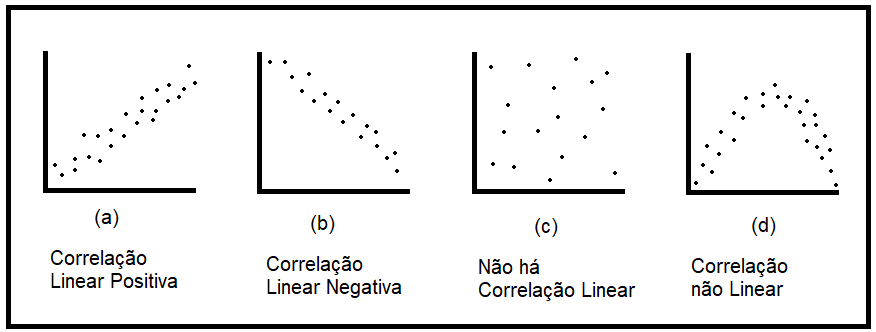 (a)
Correlação
Linear Positiva
(b)
Correlação
Linear Negativa
(c)
Não há
Correlação Linear
(d)
Correlação
não Linear